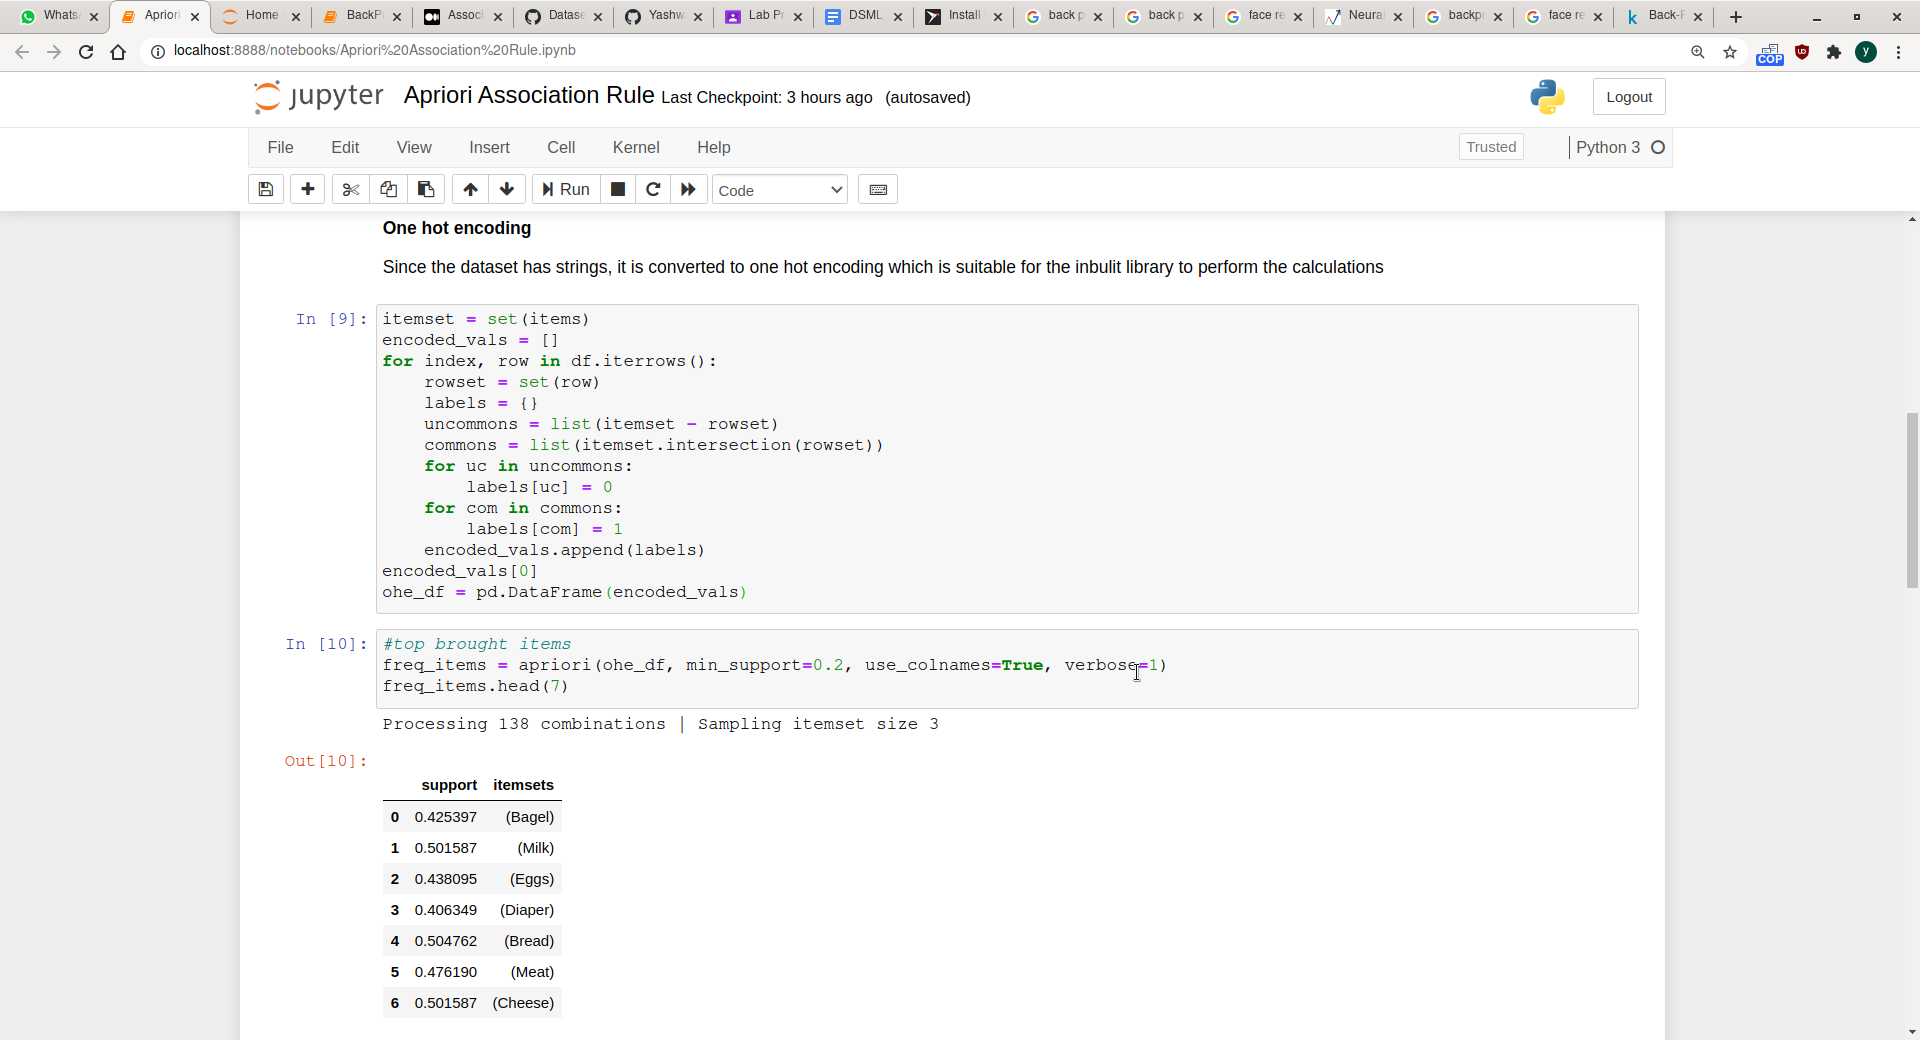 Whats
Apriori
Home
BackP
Associ
Datase
Yashw
Lab Pr
DSML
Install
back p
back p
face re
Neural
backp
face re
Back-P
localhost:8888/notebooks/Apriori%20Association%20Rule.ipynb
COP
y
jupyter Apriori Association Rule Last Checkpoint: 3 hours ago (autosaved)
Logout
File Edit View Insert Cell Kernel Help
Trusted
Python 3
Run
Code
One hot encoding
Since the dataset has strings, it is converted to one hot encoding which is suitable for the inbulit library to perform the calculations
In [9]:
itemset = set(items)
encoded_vals = []
for index, row in df.iterrows():
    rowset = set(row)
    labels = {}
    uncommons = list(itemset - rowset)
    commons = list(itemset.intersection(rowset))
    for uc in uncommons:
        labels[uc] = 0
    for com in commons:
        labels[com] = 1
    encoded_vals.append(labels)
encoded_vals[0]
ohe_df = pd.DataFrame(encoded_vals)
In [10]:
#top brought items
freq_items = apriori(ohe_df, min_support=0.2, use_colnames=True, verbose=1)
freq_items.head(7)
Processing 138 combinations | Sampling itemset size 3
Out[10]:
support itemsets
0 0.425397 (Bagel)
1 0.501587 (Milk)
2 0.438095 (Eggs)
3 0.406349 (Diaper)
4 0.504762 (Bread)
5 0.476190 (Meat)
6 0.501587 (Cheese)